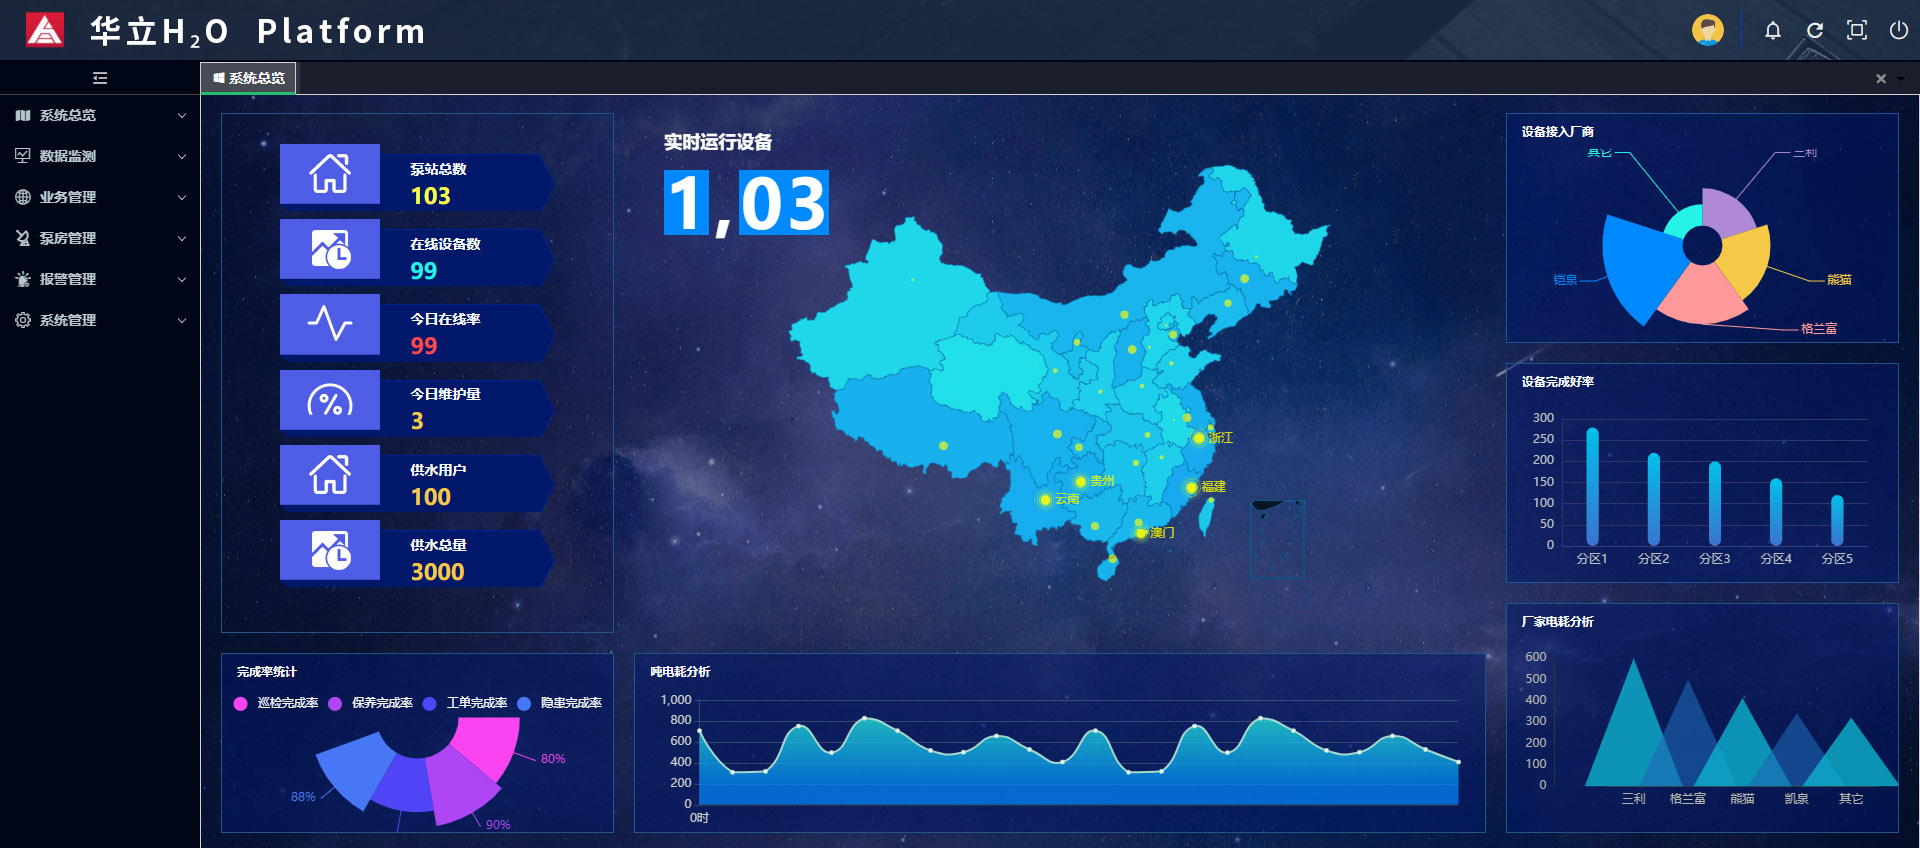 华立H₂O Platform
系统总览
系统总览
数据监测
业务管理
泵房管理
报警管理
系统管理
泵站总数
103
在线设备数
99
今日在线率
99
今日维护量
3
供水用户
100
供水总量
3000
实时运行设备
1,03
浙江
贵州
福建
云南
澳门
设备接入厂商
其它
三利
铠泉
熊猫
格兰富
设备完成好率
300
250
200
150
100
50
0
分区1 分区2 分区3 分区4 分区5
完成率统计
巡检完成率 保养完成率 工单完成率 隐患完成率
80%
88%
90%
吨电耗分析
1,000
800
600
400
200
0
0时
厂家电耗分析
600
500
400
300
200
100
0
三利 格兰富 熊猫 凯泉 其它